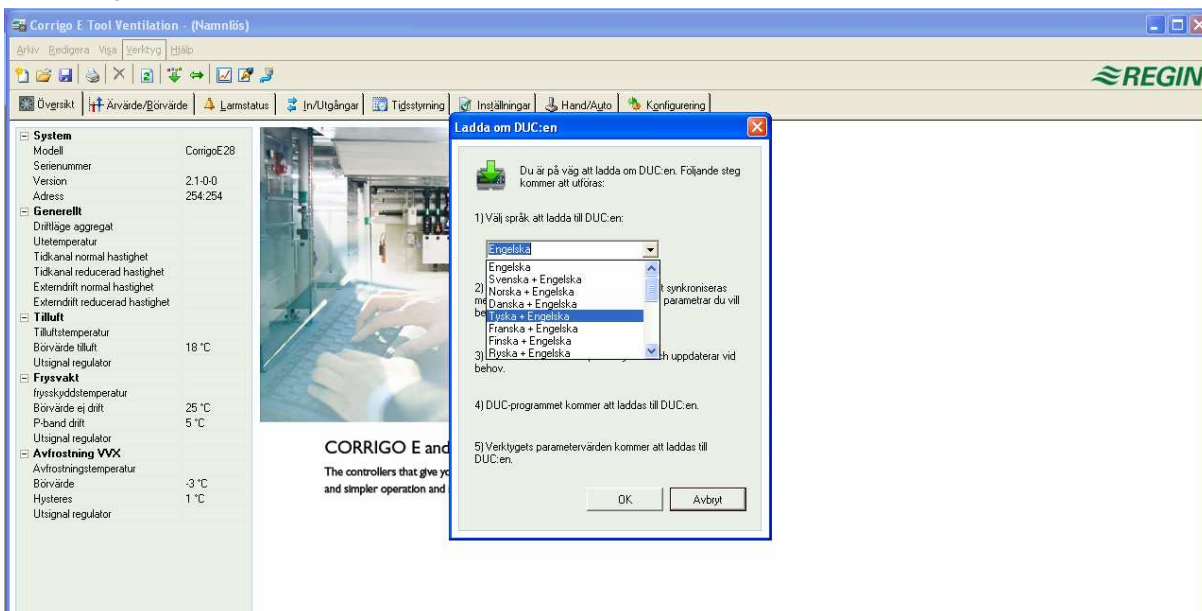 Corrigo E Tool Ventilation - (Namnlös)
Arkiv Redigera Visa Verktyg Hjälp
REGIN
Översikt Ärvärde/Börvärde Larmstatus In/Utgångar Tidsstyrning Inställningar Hand/Auto Konfigurering
System
Modell CorrigoE28
Serienummer
Version 2.1-0-0
Adress 254:254
Generellt
Driftläge aggregat
Utetemperatur
Tidkanal normal hastighet
Tidkanal reducerad hastighet
Externdrift normal hastighet
Externdrift reducerad hastighet
Tilluft
Tilluftstemperatur
Börvärde tilluft 18 °C
Utsignal regulator
Frysvakt
frysskyddstemperatur
Börvärde ej drift 25 °C
P-band drift 5 °C
Utsignal regulator
Avfrostning VVX
Avfrostningstemperatur
Börvärde -3 °C
Hysteres 1 °C
Utsignal regulator
CORRIGO E and
The controllers that give yo
and simpler operation and
Ladda om DUC:en
Du är på väg att ladda om DUC:en. Följande steg
kommer att utföras:
1) Välj språk att ladda till DUC:en:
Engelska
Engelska
Svenska + Engelska
Norska + Engelska
Danska + Engelska
Tyska + Engelska
Franska + Engelska
Finska + Engelska
Ryska + Engelska
2) t synkroniseras
me parametrar du vill
be
3) ch uppdaterar vid
behov.
4) DUC-programmet kommer att laddas till DUC:en.
5) Verktygets parametervärden kommer att laddas till
DUC:en.
OK Avbryt